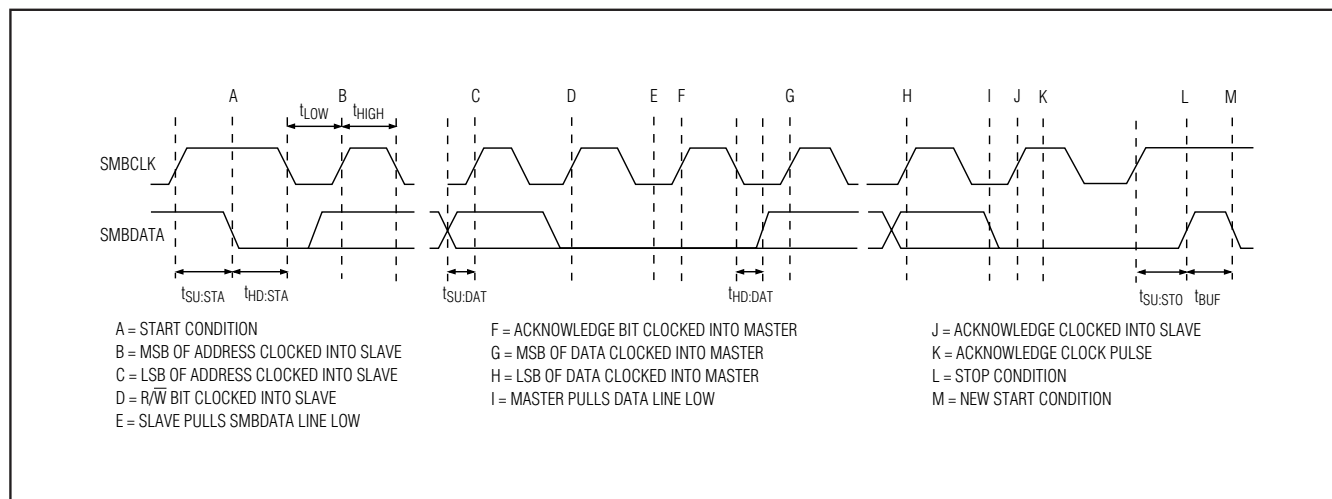 A tLOW B tHIGH C D E F G H I J K L M
SMBCLK
SMBDATA
tSU:STA tHD:STA tSU:DAT tHD:DAT tSU:STO tBUF
A = START CONDITION
B = MSB OF ADDRESS CLOCKED INTO SLAVE
C = LSB OF ADDRESS CLOCKED INTO SLAVE
D = R/W̅ BIT CLOCKED INTO SLAVE
E = SLAVE PULLS SMBDATA LINE LOW
F = ACKNOWLEDGE BIT CLOCKED INTO MASTER
G = MSB OF DATA CLOCKED INTO MASTER
H = LSB OF DATA CLOCKED INTO MASTER
I = MASTER PULLS DATA LINE LOW
J = ACKNOWLEDGE CLOCKED INTO SLAVE
K = ACKNOWLEDGE CLOCK PULSE
L = STOP CONDITION
M = NEW START CONDITION